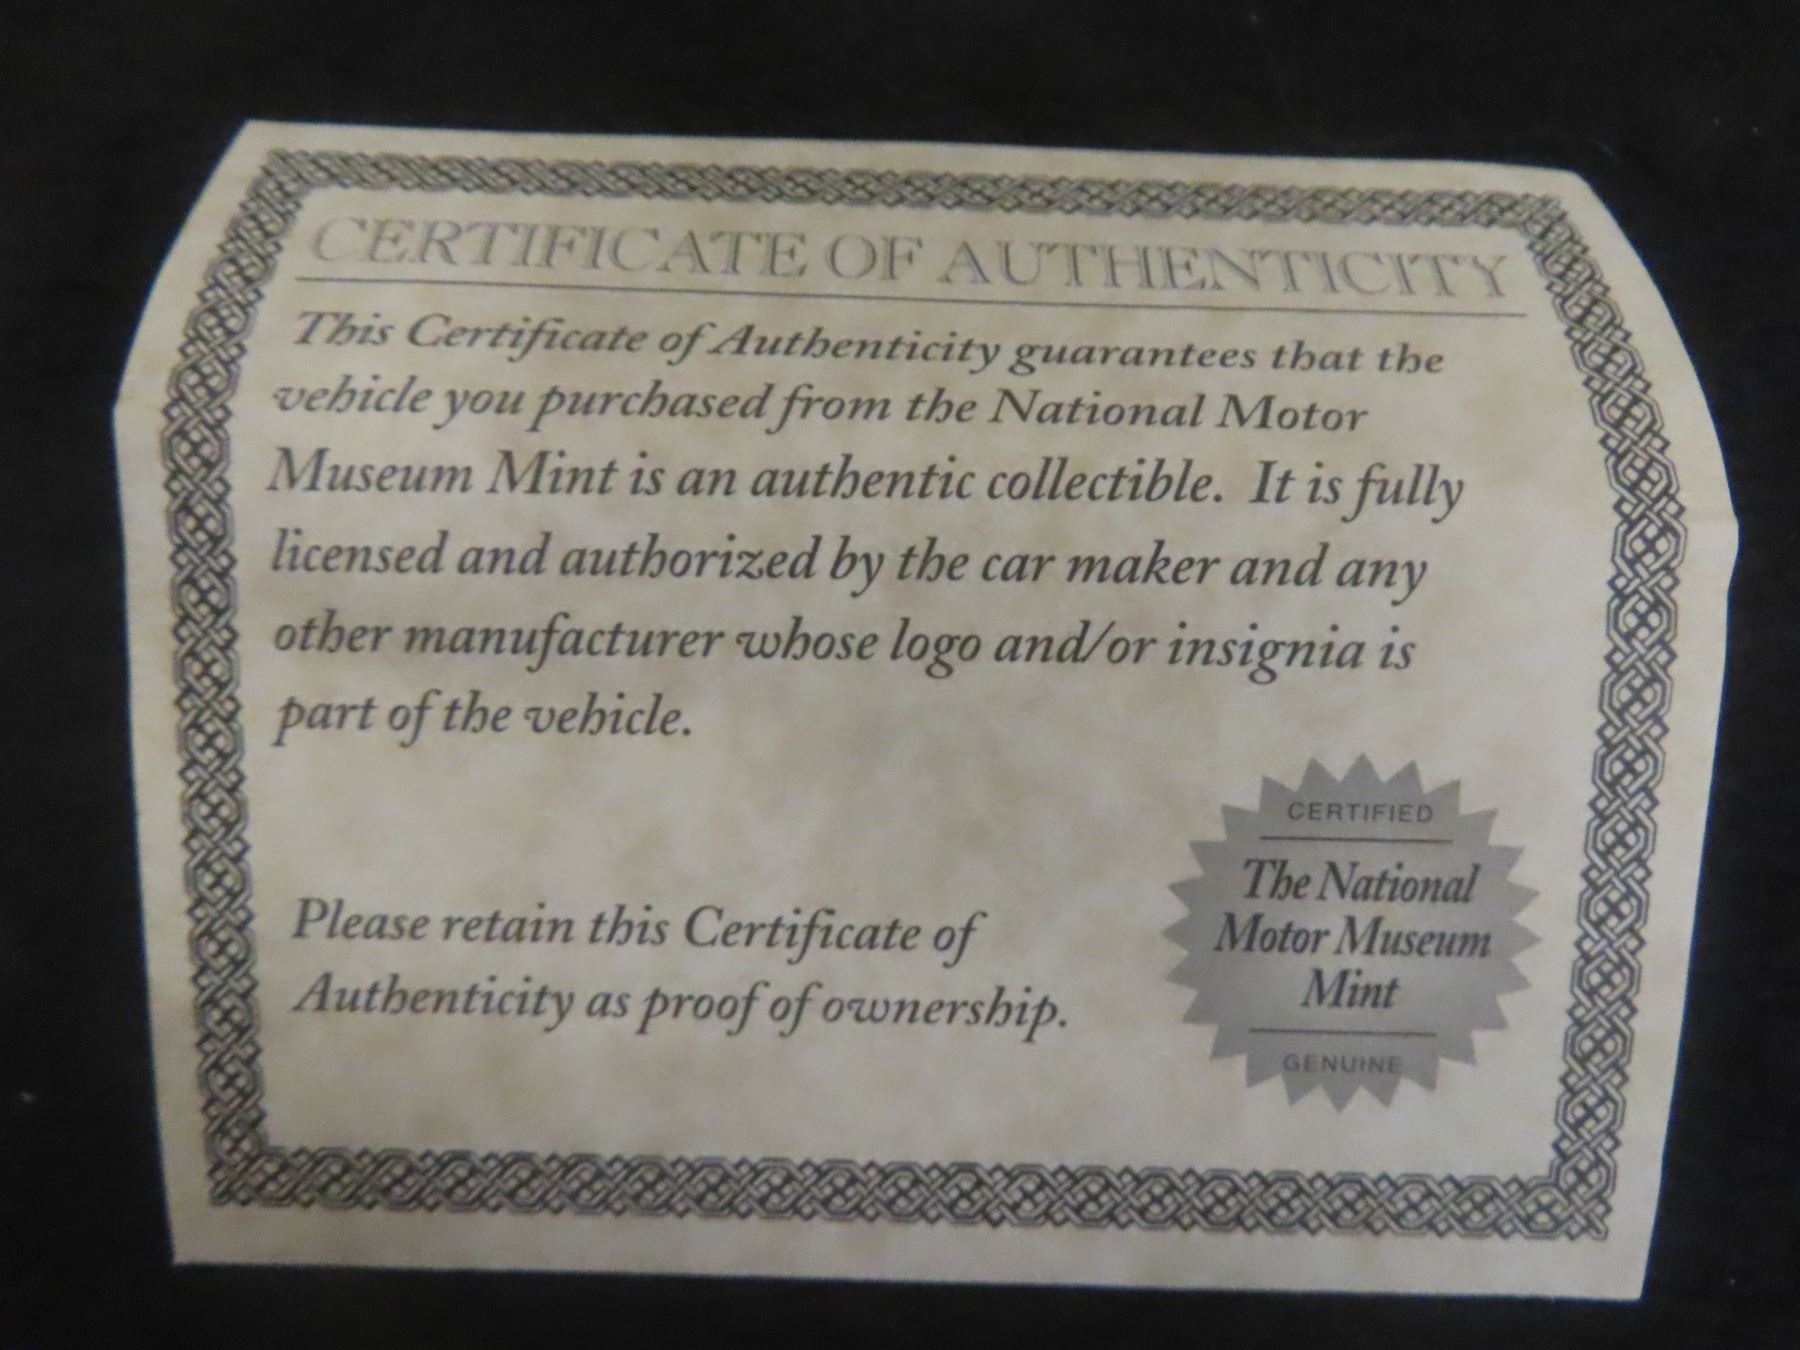 CERTIFICATE OF AUTHENTICITY
This Certificate of Authenticity guarantees that the
vehicle you purchased from the National Motor
Museum Mint is an authentic collectible. It is fully
licensed and authorized by the car maker and any
other manufacturer whose logo and/or insignia is
part of the vehicle.
Please retain this Certificate of
Authenticity as proof of ownership.
CERTIFIED
The National
Motor Museum
Mint
GENUINE